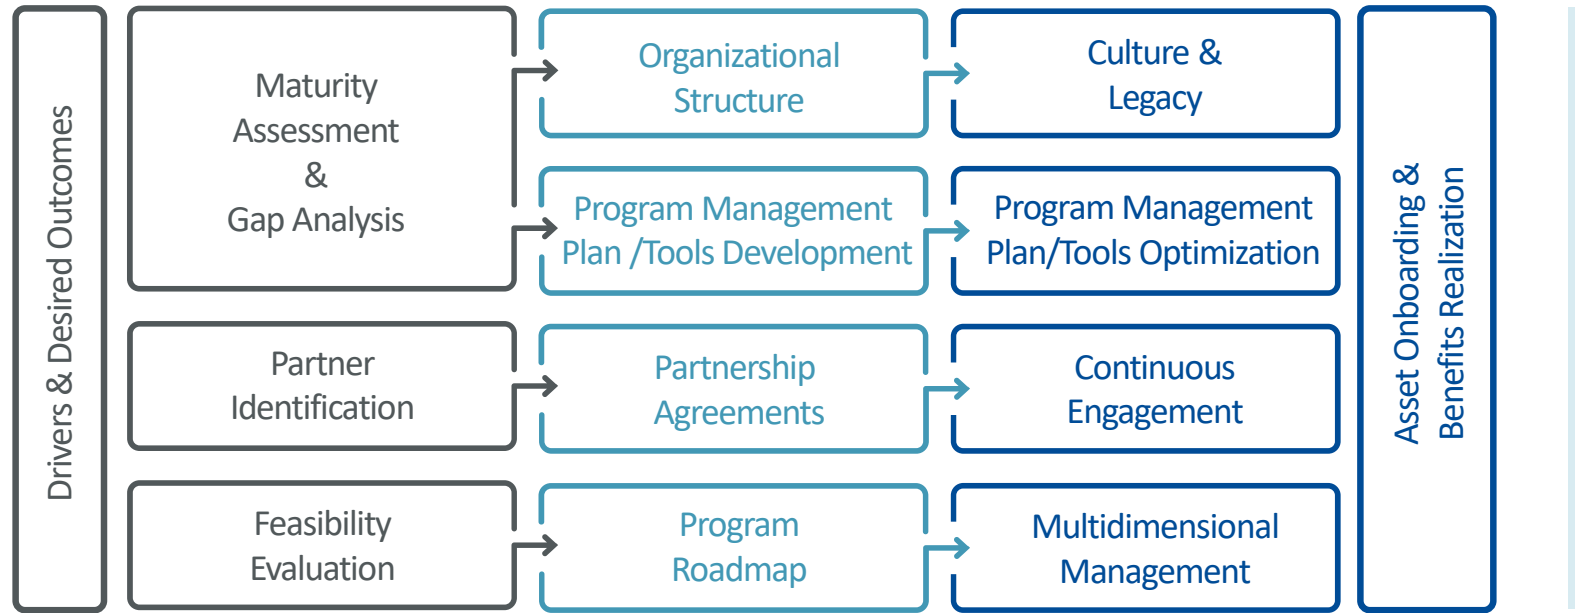 Drivers & Desired Outcomes
Maturity
Assessment
&
Gap Analysis
Organizational
Structure
Culture &
Legacy
Program Management
Plan /Tools Development
Program Management
Plan/Tools Optimization
Partner
Identification
Partnership
Agreements
Continuous
Engagement
Feasibility
Evaluation
Program
Roadmap
Multidimensional
Management
Asset Onboarding &
Benefits Realization